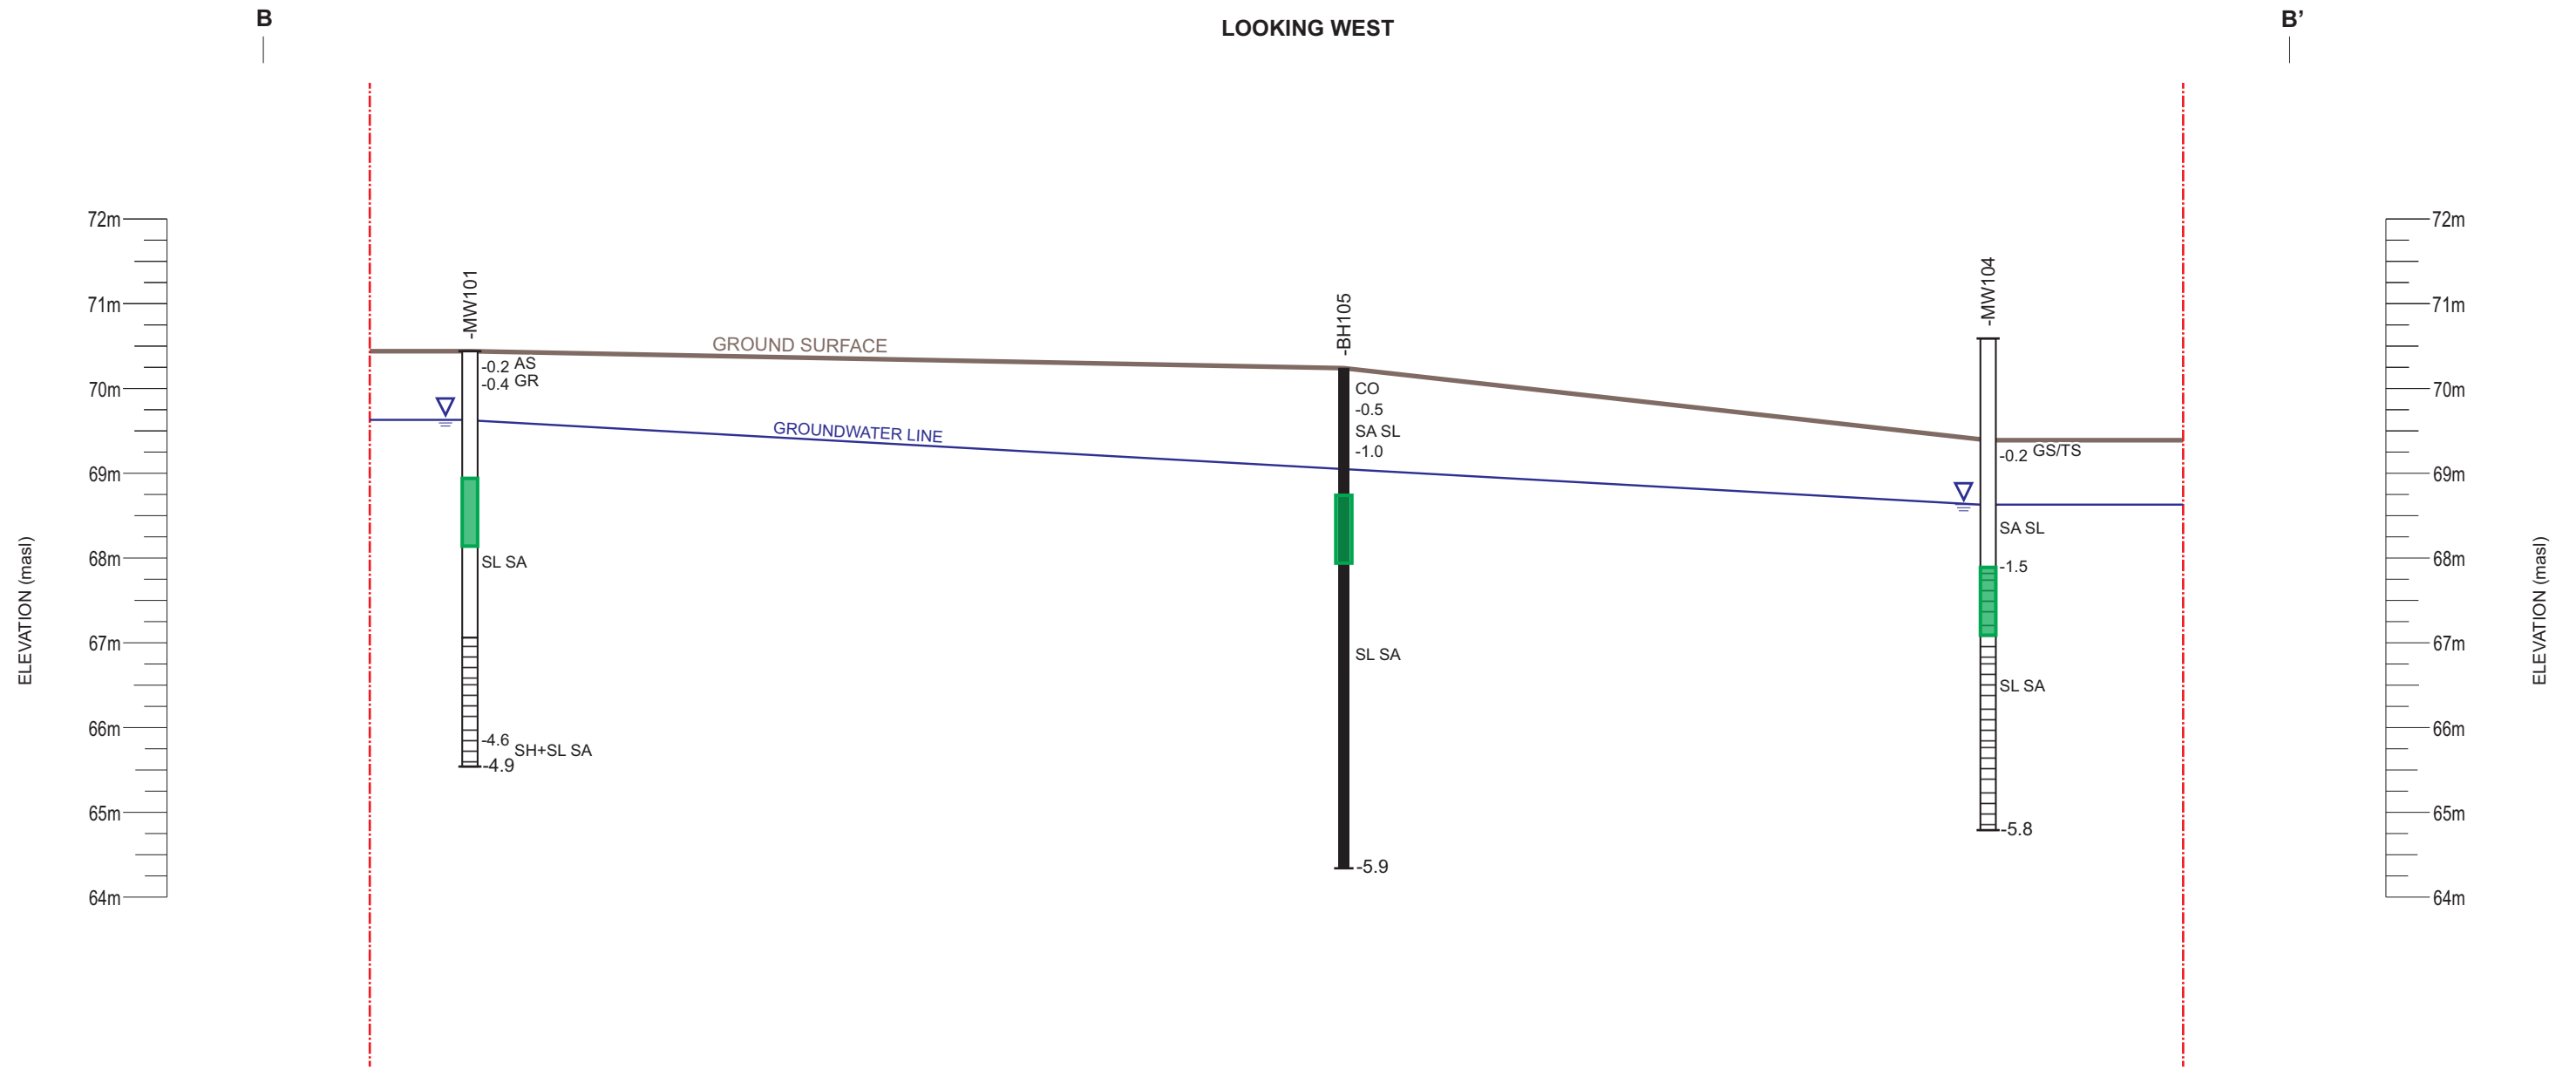 B
LOOKING WEST
B’
72m
71m
70m
69m
68m
67m
66m
65m
64m
ELEVATION (masl)
-MW101
-0.2 AS
-0.4 GR
SL SA
-4.6
SH+SL SA
-4.9
GROUND SURFACE
GROUNDWATER LINE
-BH105
CO
-0.5
SA SL
-1.0
SL SA
-5.9
-MW104
-0.2 GS/TS
SA SL
-1.5
SL SA
-5.8
72m
71m
70m
69m
68m
67m
66m
65m
64m
ELEVATION (masl)